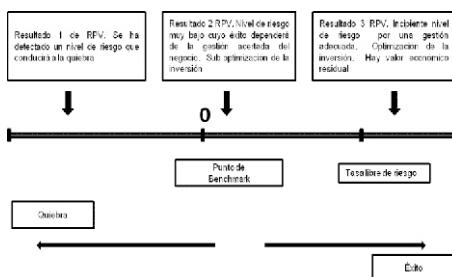 Resultado 1 de RPV. Se ha
detectado un nivel de riesgo que
conducirá a la quiebra
Resultado 2 RPV. Nivel de riesgo
muy bajo cuyo éxito dependerá
de la gestión acertada del
negocio. Sub optimización de la
inversión
Resultado 3 RPV. Incipiente nivel
de riesgo por una gestión
adecuada. Optimización de la
inversión. Hay valor economico
residual
0
Punto de
Benchmark
Tasa libre de riesgo
Quiebra
Éxito